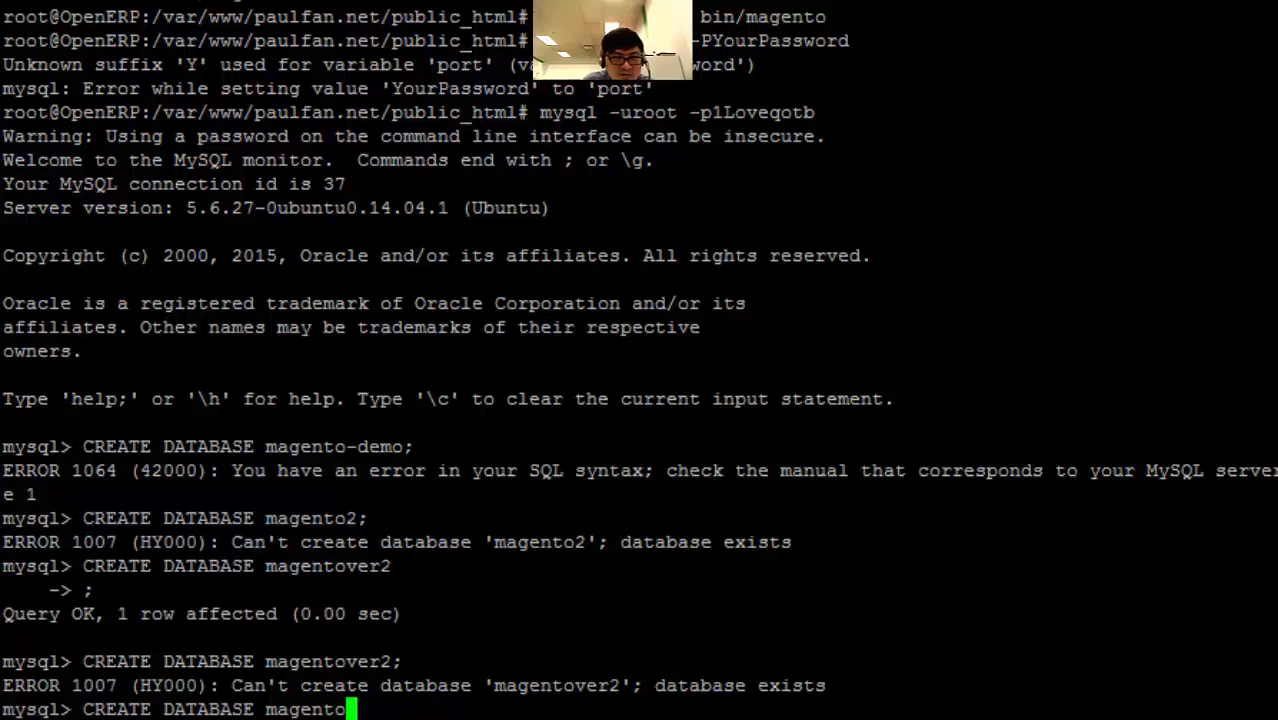 root@OpenERP:/var/www/paulfan.net/public_html# bin/magento
root@OpenERP:/var/www/paulfan.net/public_html# -PYourPassword
Unknown suffix 'Y' used for variable 'port' (va word')
mysql: Error while setting value 'YourPassword' to 'port'
root@OpenERP:/var/www/paulfan.net/public_html# mysql -uroot -p1Loveqotb
Warning: Using a password on the command line interface can be insecure.
Welcome to the MySQL monitor.  Commands end with ; or \g.
Your MySQL connection id is 37
Server version: 5.6.27-0ubuntu0.14.04.1 (Ubuntu)
Copyright (c) 2000, 2015, Oracle and/or its affiliates. All rights reserved.
Oracle is a registered trademark of Oracle Corporation and/or its
affiliates. Other names may be trademarks of their respective
owners.
Type 'help;' or '\h' for help. Type '\c' to clear the current input statement.
mysql> CREATE DATABASE magento-demo;
ERROR 1064 (42000): You have an error in your SQL syntax; check the manual that corresponds to your MySQL server
e 1
mysql> CREATE DATABASE magento2;
ERROR 1007 (HY000): Can't create database 'magento2'; database exists
mysql> CREATE DATABASE magentover2
    -> ;
Query OK, 1 row affected (0.00 sec)
mysql> CREATE DATABASE magentover2;
ERROR 1007 (HY000): Can't create database 'magentover2'; database exists
mysql> CREATE DATABASE magento